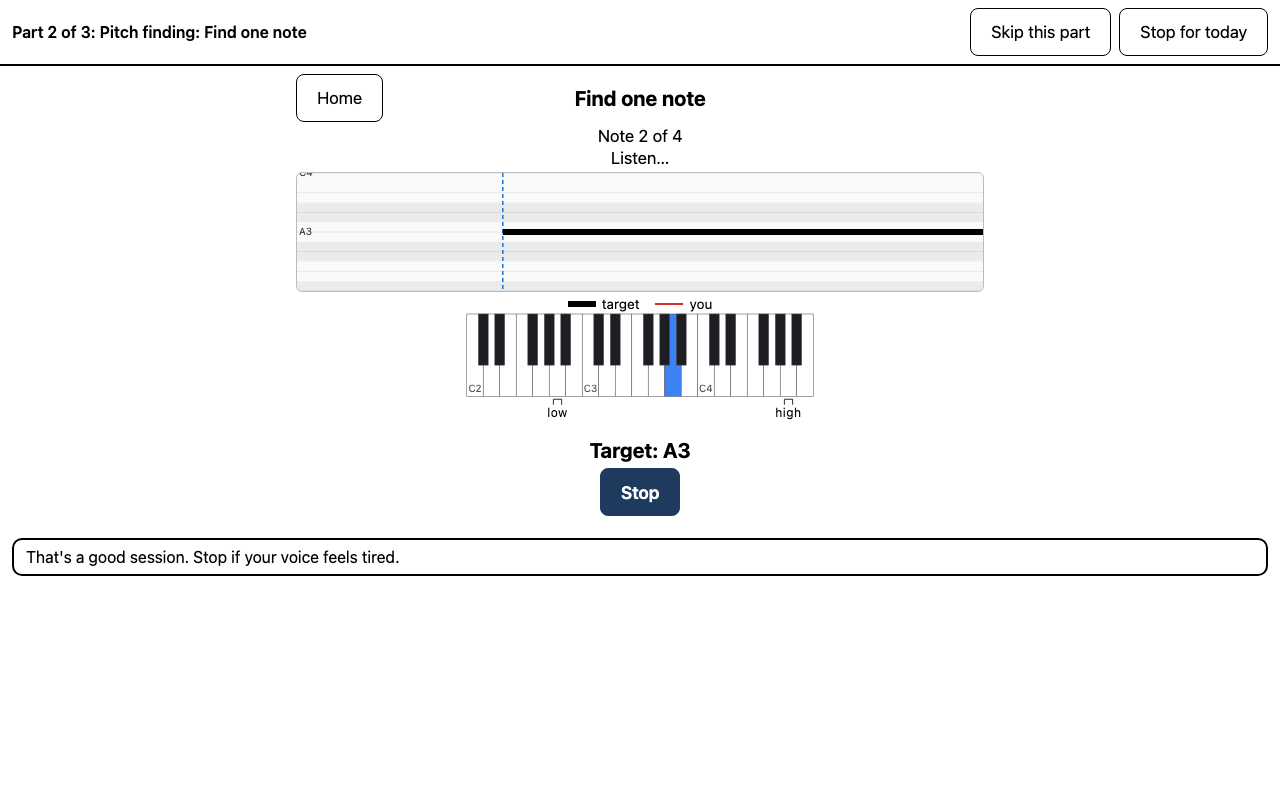 Part 2 of 3: Pitch finding: Find one note
Skip this part
Stop for today
Home
Find one note
Note 2 of 4
Listen...
C4
A3
target
you
C2
C3
C4
low
high
Target: A3
Stop
That's a good session. Stop if your voice feels tired.